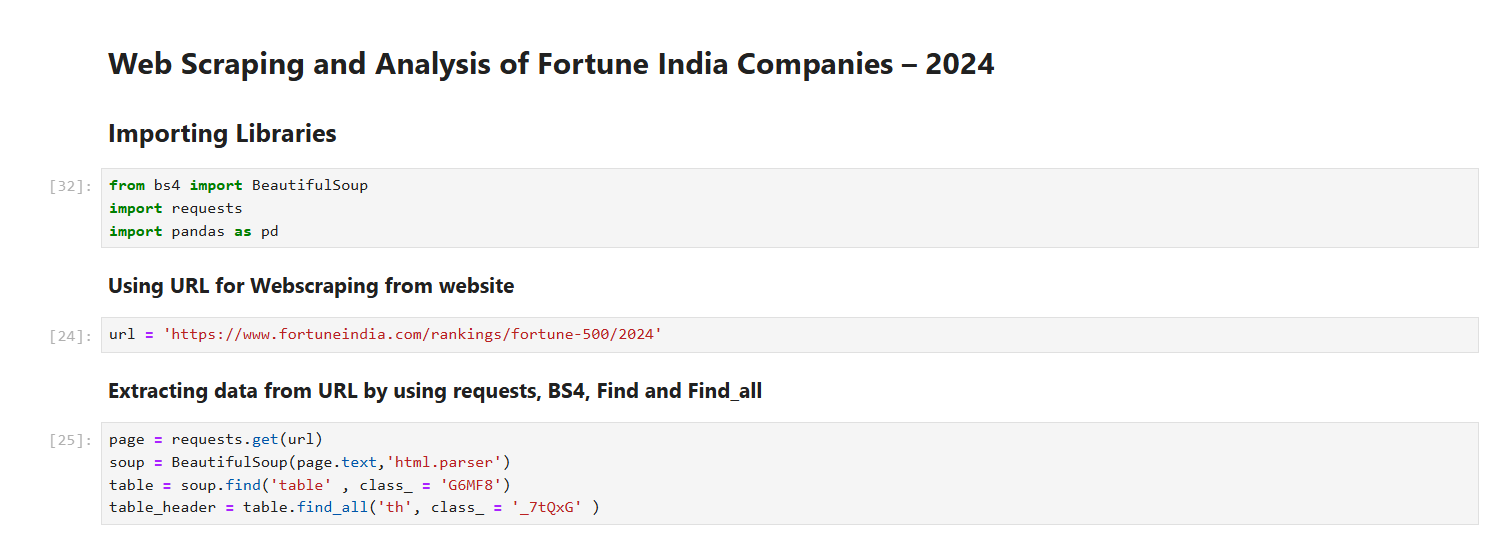 Web Scraping and Analysis of Fortune India Companies – 2024
Importing Libraries
[32]:
from bs4 import BeautifulSoup
import requests
import pandas as pd
Using URL for Webscraping from website
[24]:
url = 'https://www.fortuneindia.com/rankings/fortune-500/2024'
Extracting data from URL by using requests, BS4, Find and Find_all
[25]:
page = requests.get(url)
soup = BeautifulSoup(page.text,'html.parser')
table = soup.find('table' , class_ = 'G6MF8')
table_header = table.find_all('th', class_ = '_7tQxG' )